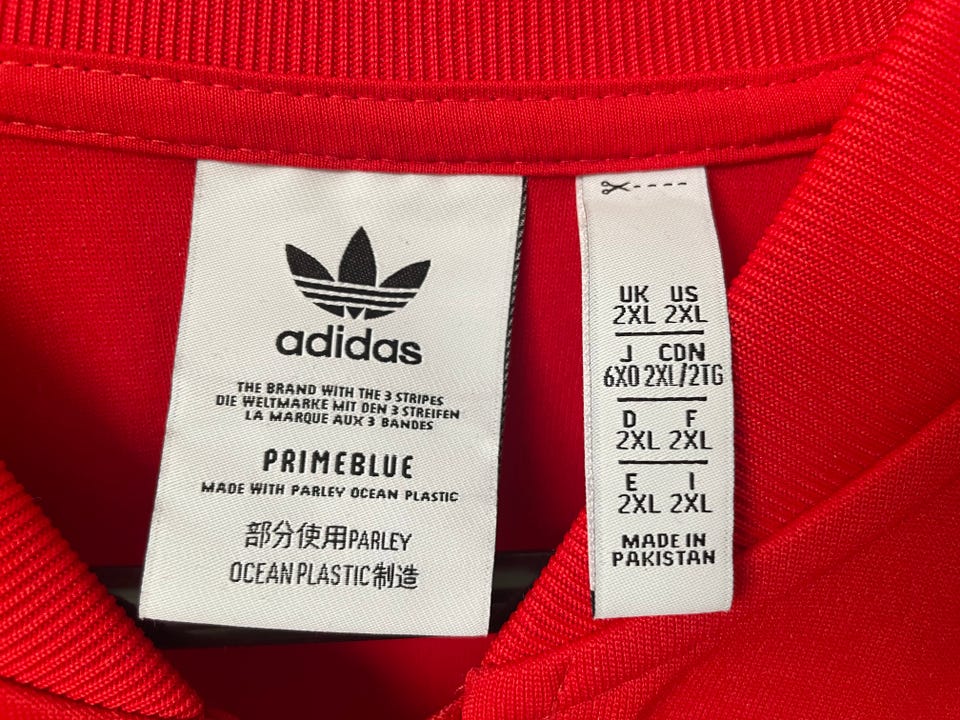 adidas
THE BRAND WITH THE 3 STRIPES
DIE WELTMARKE MIT DEN 3 STREIFEN
LA MARQUE AUX 3 BANDES
PRIMEBLUE
MADE WITH PARLEY OCEAN PLASTIC
部分使用PARLEY
OCEAN PLASTIC制造
UK US
2XL 2XL
J CDN
6XO 2XL/2TG
D F
2XL 2XL
E I
2XL 2XL
MADE IN
PAKISTAN